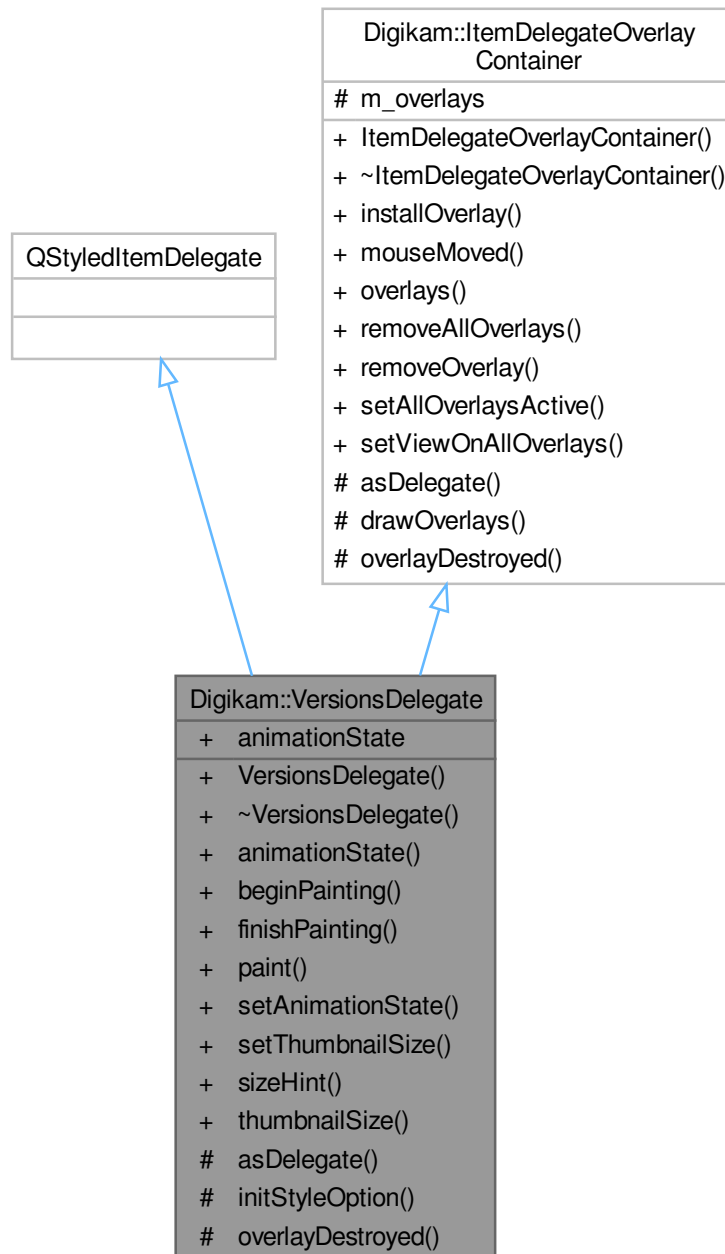 Digikam::ItemDelegateOverlay
Container
# m_overlays
+ ItemDelegateOverlayContainer()
+ ~ItemDelegateOverlayContainer()
+ installOverlay()
+ mouseMoved()
+ overlays()
+ removeAllOverlays()
+ removeOverlay()
+ setAllOverlaysActive()
+ setViewOnAllOverlays()
# asDelegate()
# drawOverlays()
# overlayDestroyed()
QStyledItemDelegate
Digikam::VersionsDelegate
+ animationState
+ VersionsDelegate()
+ ~VersionsDelegate()
+ animationState()
+ beginPainting()
+ finishPainting()
+ paint()
+ setAnimationState()
+ setThumbnailSize()
+ sizeHint()
+ thumbnailSize()
# asDelegate()
# initStyleOption()
# overlayDestroyed()